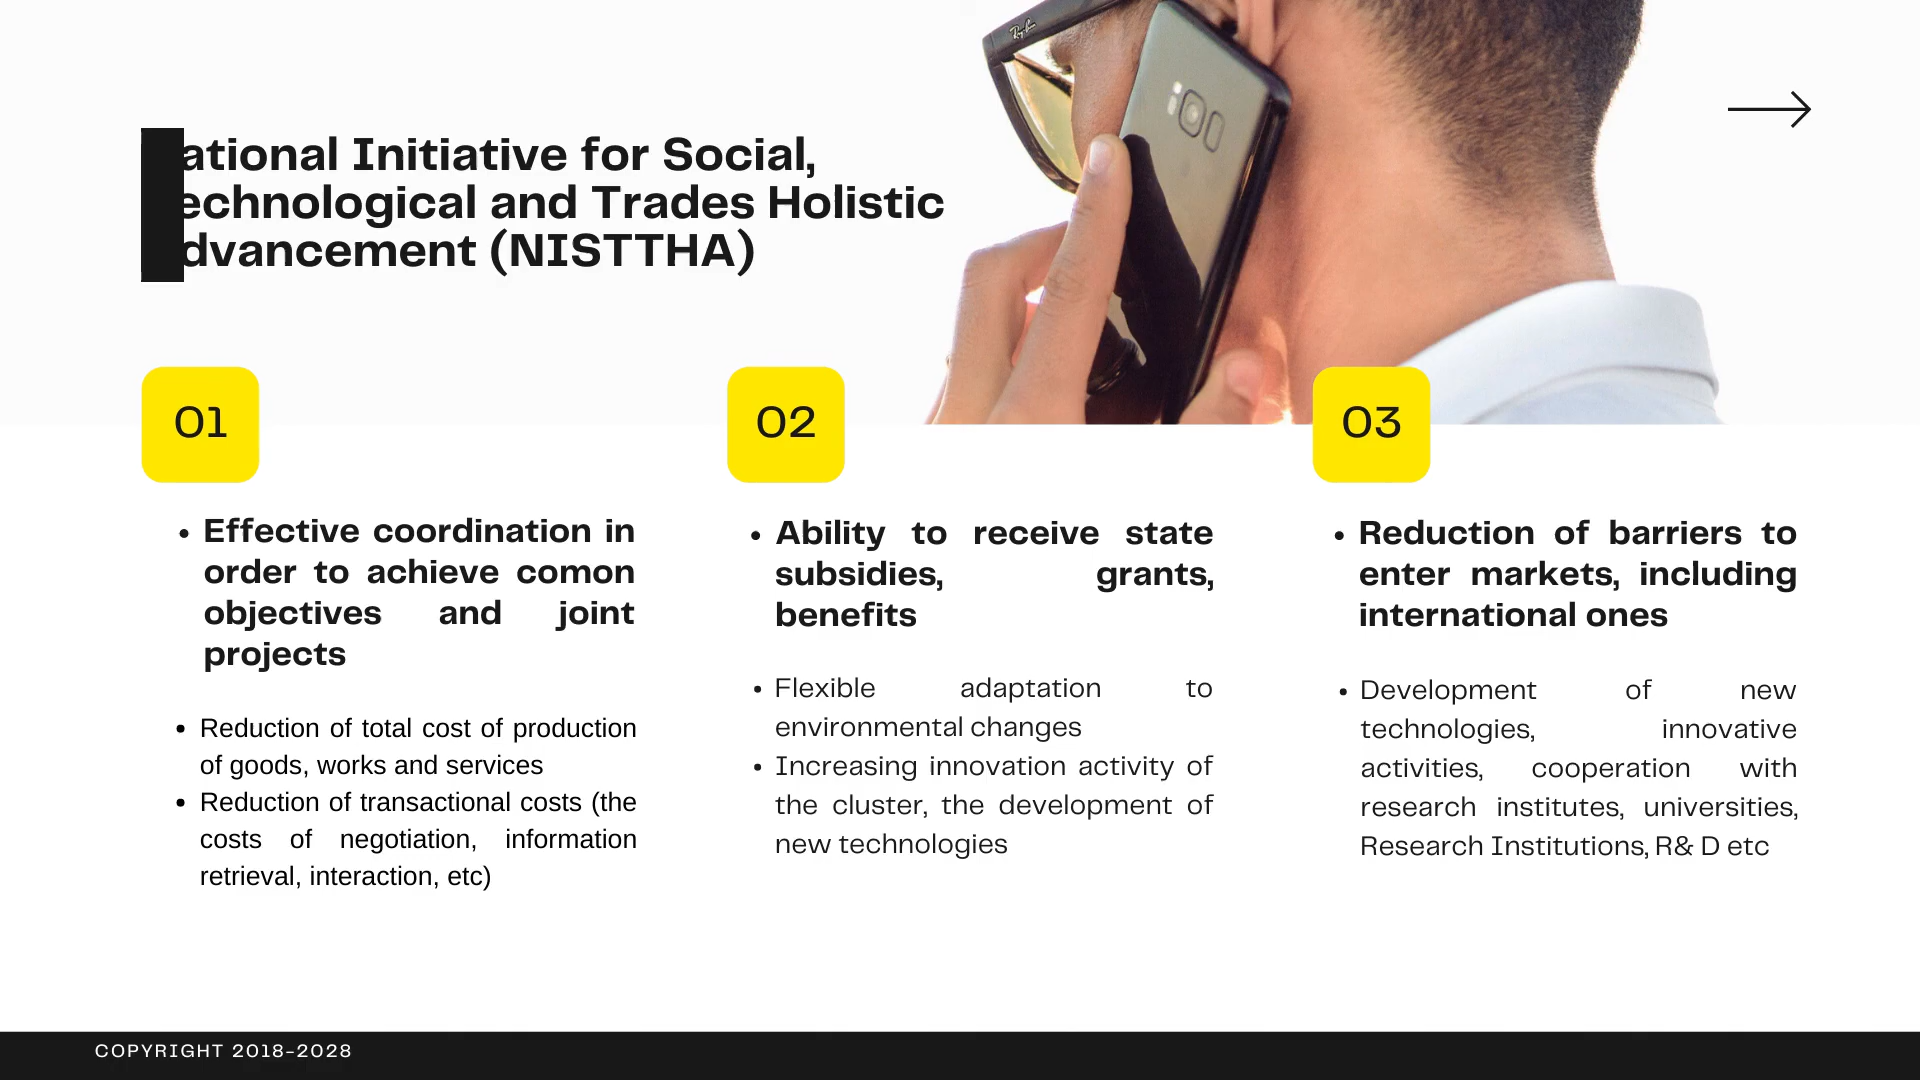 ational Initiative for Social,
echnological and Trades Holistic
dvancement (NISTTHA)
Ray-Ban
01
Effective coordination in
order to achieve comon
objectives and joint
projects
• Reduction of total cost of production
of goods, works and services
• Reduction of transactional costs (the
costs of negotiation, information
retrieval, interaction, etc)
02
• Ability to receive state
subsidies, grants,
benefits
• Flexible adaptation to
environmental changes
• Increasing innovation activity of
the cluster, the development of
new technologies
03
• Reduction of barriers to
enter markets, including
international ones
• Development of new
technologies, innovative
activities, cooperation with
research institutes, universities,
Research Institutions, R& D etc
COPYRIGHT 2018-2028